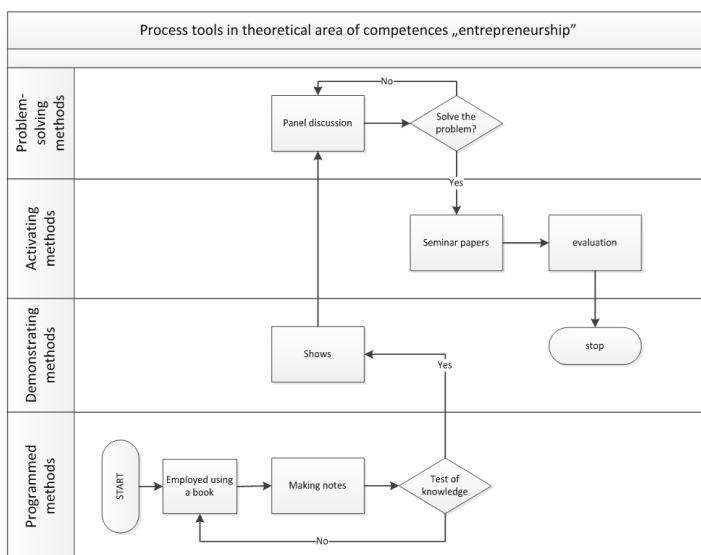 Process tools in theoretical area of competences „entrepreneurship”
Problem-
solving
methods
No
Panel discussion
Solve the
problem?
Yes
Activating
methods
Seminar papers
evaluation
Demonstrating
methods
Shows
stop
Yes
Programmed
methods
START
Employed using
a book
Making notes
Test of
knowledge
No